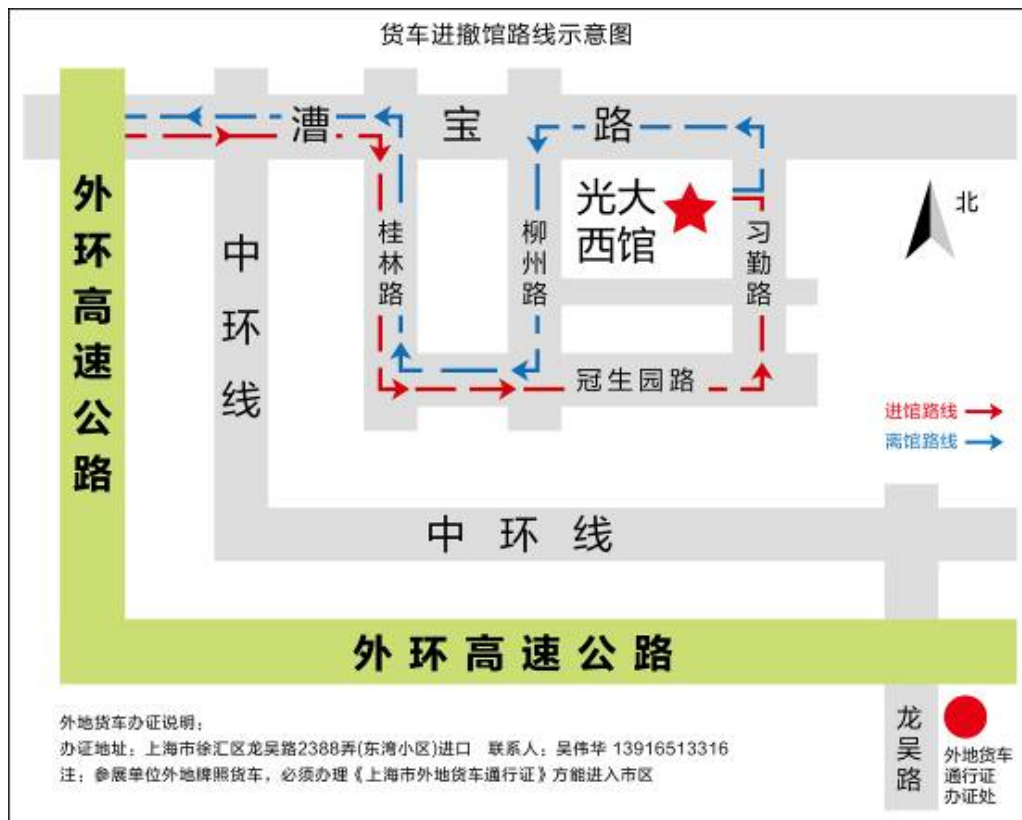 货车进撤馆路线示意图
漕宝路
外环高速公路
中环线
桂林路
柳州路
光大
西馆
习勤路
北
冠生园路
进馆路线
离馆路线
中环线
外环高速公路
龙吴路
外地货车
通行证
办证处
外地货车办证说明:
办证地址: 上海市徐汇区龙吴路2388弄(东湾小区)进口 联系人: 吴伟华 13916513316
注: 参展单位外地牌照货车, 必须办理《上海市外地货车通行证》方能进入市区